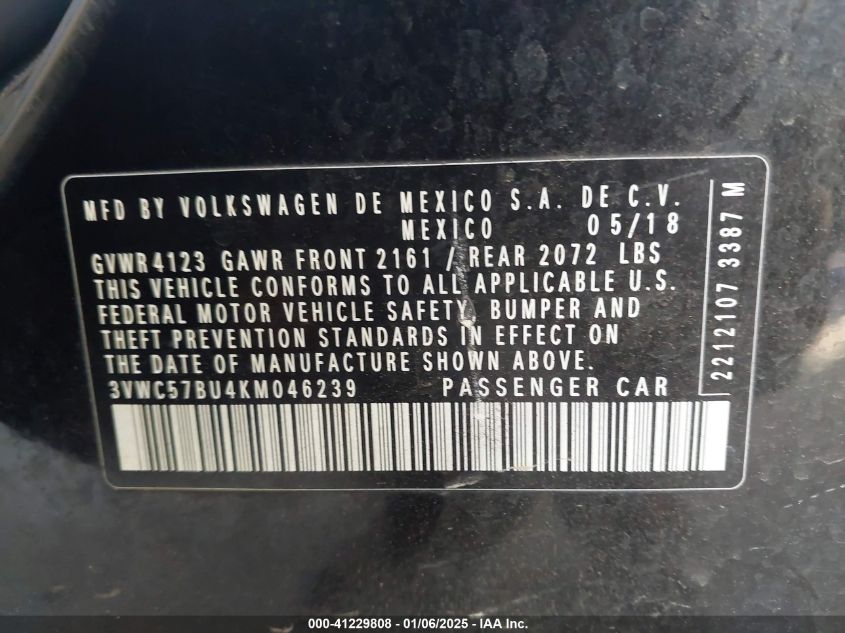 MFD BY VOLKSWAGEN DE MEXICO S.A. DE C.V.
MEXICO 05/18
GVWR 4123 GAWR FRONT 2161 / REAR 2072 LBS
THIS VEHICLE CONFORMS TO ALL APPLICABLE U.S.
FEDERAL MOTOR VEHICLE SAFETY, BUMPER AND
THEFT PREVENTION STANDARDS IN EFFECT ON
THE DATE OF MANUFACTURE SHOWN ABOVE.
3VWC57BU4KM046239 PASSENGER CAR
2212107 3387 M
000-41229808 - 01/06/2025 - IAA Inc.